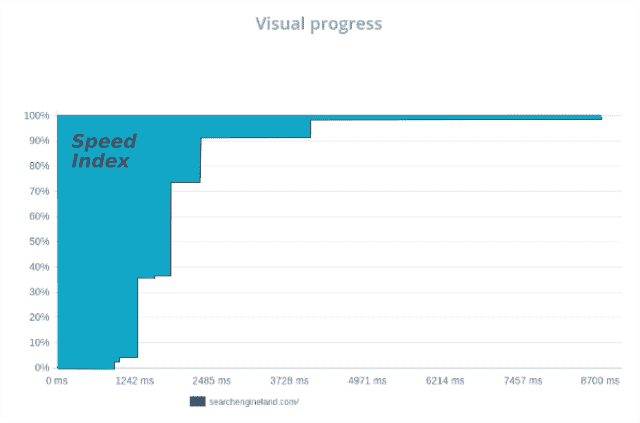 Visual progress
100%
Speed
Index
90%
80%
70%
60%
50%
40%
30%
20%
10%
0%
0 ms 1242 ms 2485 ms 3728 ms 4971 ms 6214 ms 7457 ms 8700 ms
searchengineland.com/